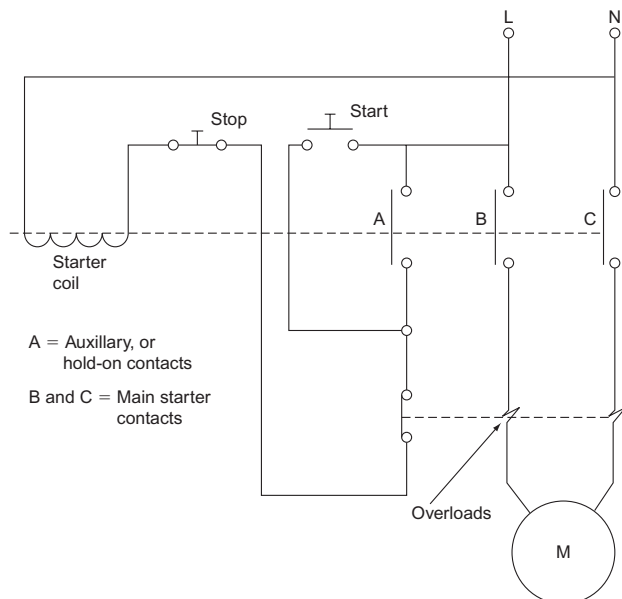 L
N
Stop
Start
A
B
C
Starter
coil
A = Auxillary, or
hold-on contacts
B and C = Main starter
contacts
Overloads
M